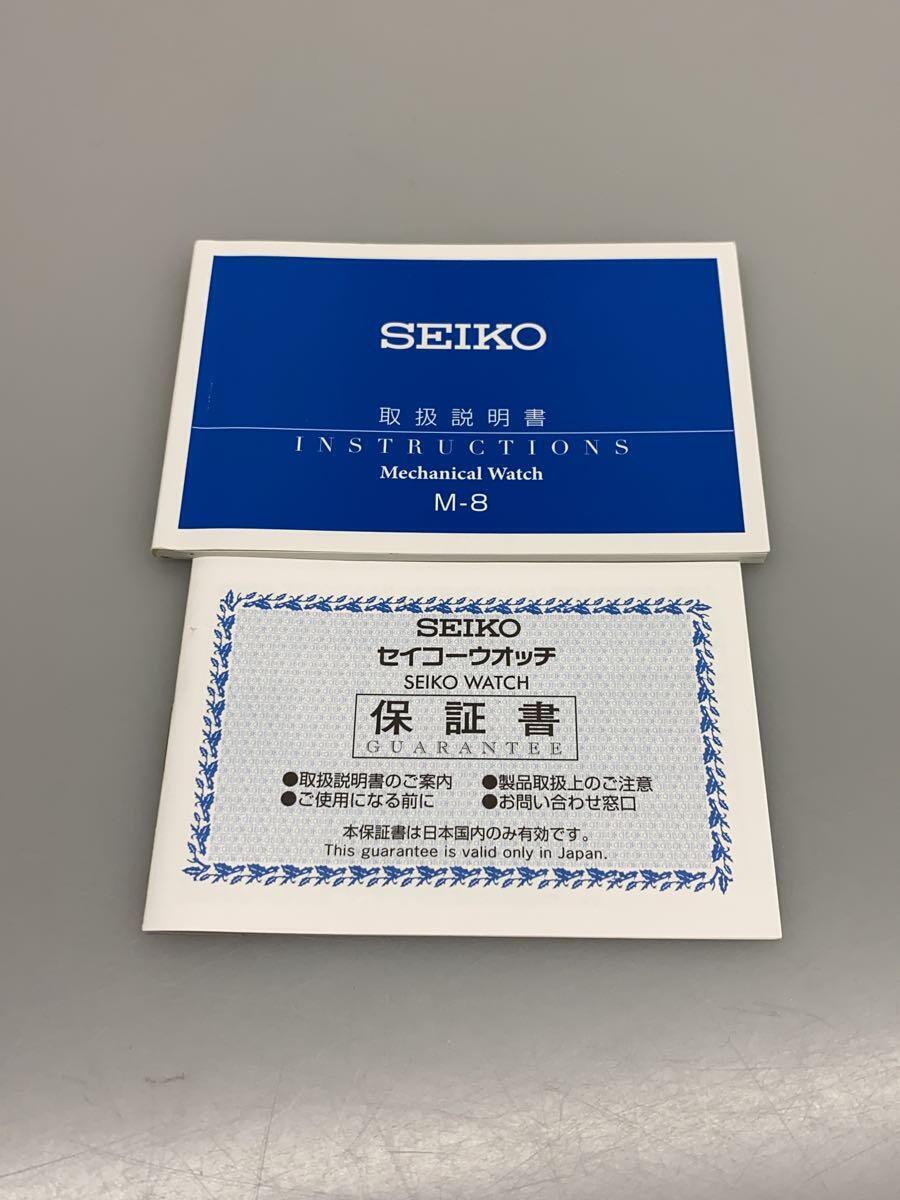 SEIKO
取扱説明書
INSTRUCTIONS
Mechanical Watch
M-8
SEIKO
セイコーウオッチ
SEIKO WATCH
保証書
GUARANTEE
●取扱説明書のご案内 ●製品取扱上のご注意
●ご使用になる前に ●お問い合わせ窓口
本保証書は日本国内のみ有効です。
This guarantee is valid only in Japan.